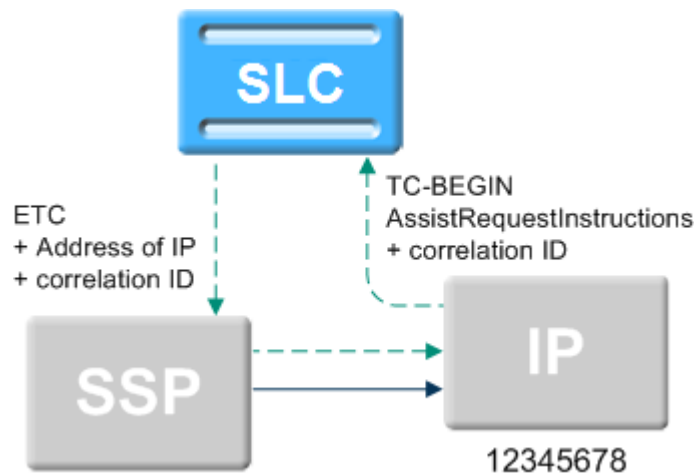 SLC
ETC
+ Address of IP
+ correlation ID
TC-BEGIN
AssistRequestInstructions
+ correlation ID
SSP
IP
12345678